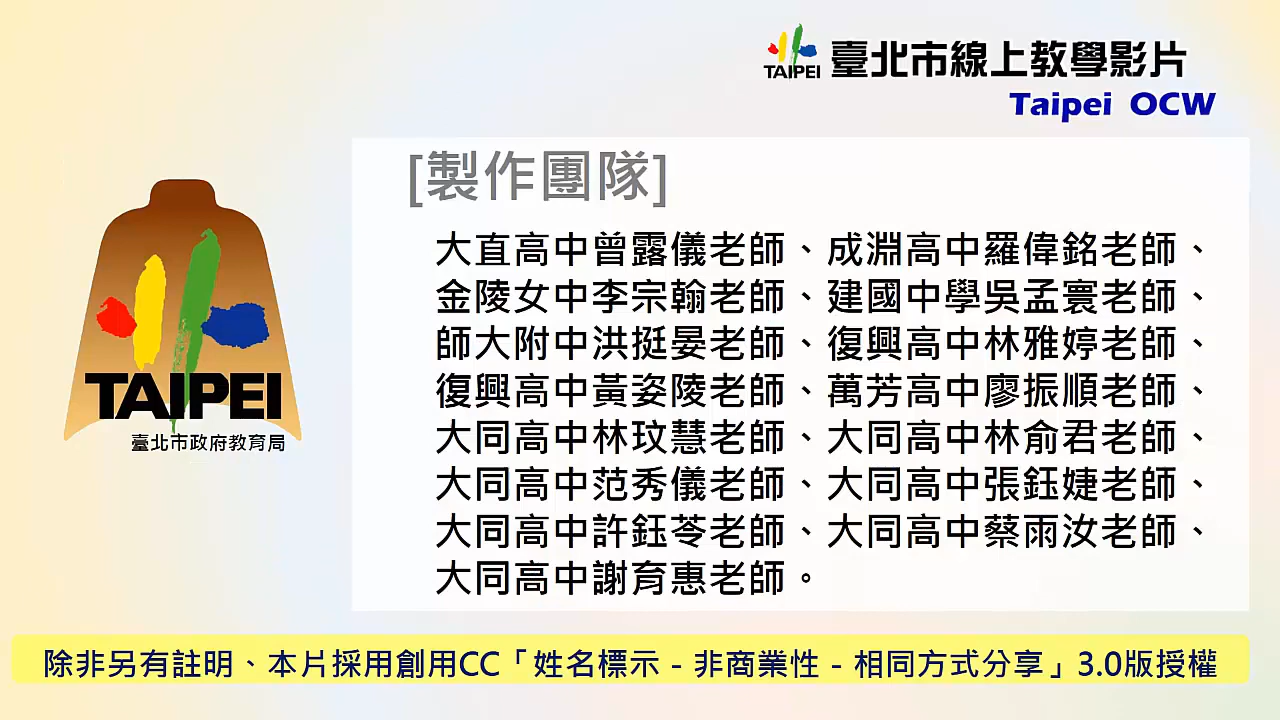 TAIPEI 臺北市線上教學影片
Taipei OCW
[製作團隊]
大直高中曾露儀老師、成淵高中羅偉銘老師、
金陵女中李宗翰老師、建國中學吳孟寰老師、
師大附中洪挺晏老師、復興高中林雅婷老師、
復興高中黃姿陵老師、萬芳高中廖振順老師、
大同高中林玟慧老師、大同高中林俞君老師、
大同高中范秀儀老師、大同高中張鈺婕老師、
大同高中許鈺苓老師、大同高中蔡雨汝老師、
大同高中謝育惠老師。
TAIPEI
臺北市政府教育局
除非另有註明、本片採用創用CC「姓名標示－非商業性－相同方式分享」3.0版授權